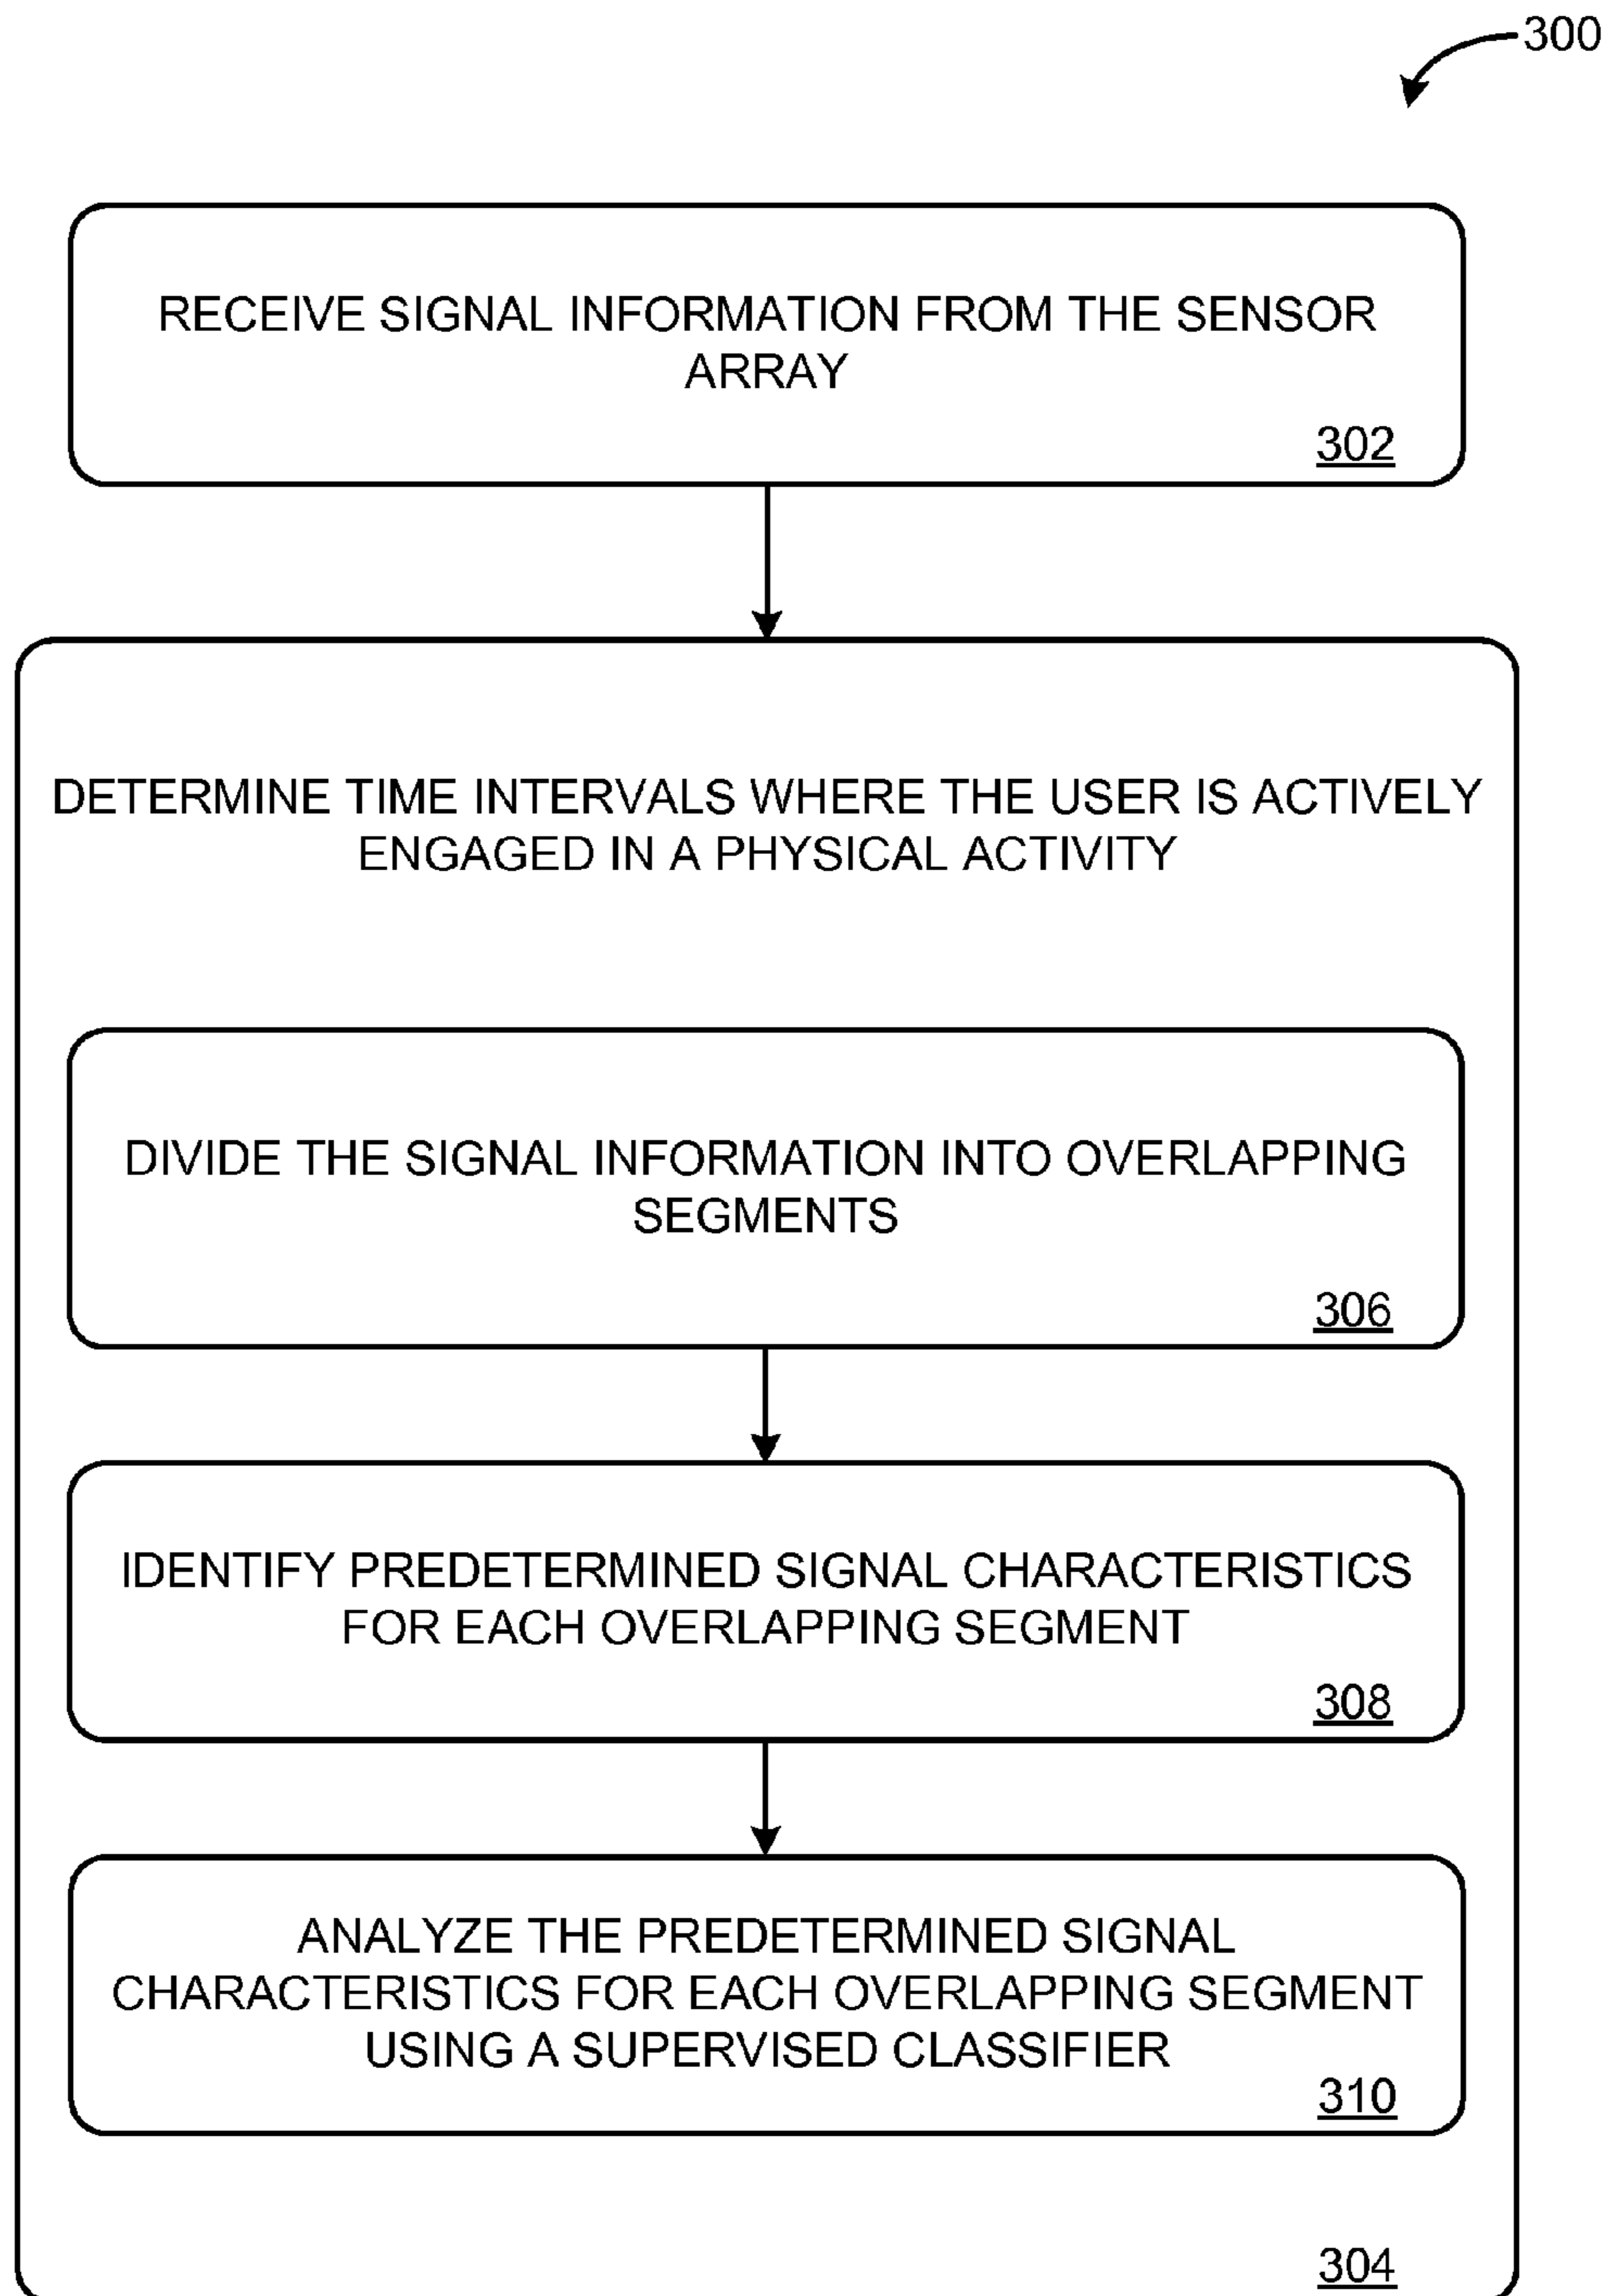 300
RECEIVE SIGNAL INFORMATION FROM THE SENSOR
ARRAY
302
DETERMINE TIME INTERVALS WHERE THE USER IS ACTIVELY
ENGAGED IN A PHYSICAL ACTIVITY
DIVIDE THE SIGNAL INFORMATION INTO OVERLAPPING
SEGMENTS
306
IDENTIFY PREDETERMINED SIGNAL CHARACTERISTICS
FOR EACH OVERLAPPING SEGMENT
308
ANALYZE THE PREDETERMINED SIGNAL
CHARACTERISTICS FOR EACH OVERLAPPING SEGMENT
USING A SUPERVISED CLASSIFIER
310
304